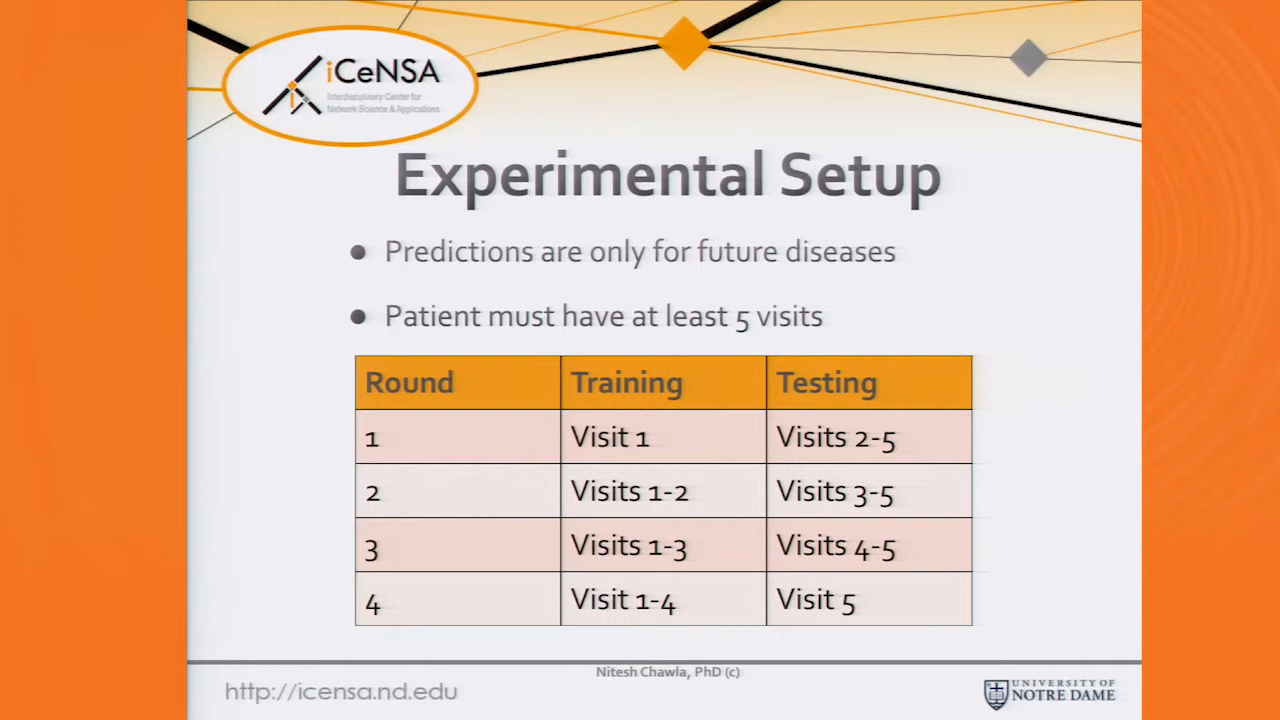 iCeNSA
Interdisciplinary Center for
Network Science & Applications
Experimental Setup
● Predictions are only for future diseases
● Patient must have at least 5 visits
Round Training Testing
1 Visit 1 Visits 2-5
2 Visits 1-2 Visits 3-5
3 Visits 1-3 Visits 4-5
4 Visit 1-4 Visit 5
Nitesh Chawla, PhD (c)
http://icensa.nd.edu
UNIVERSITY OF
NOTRE DAME